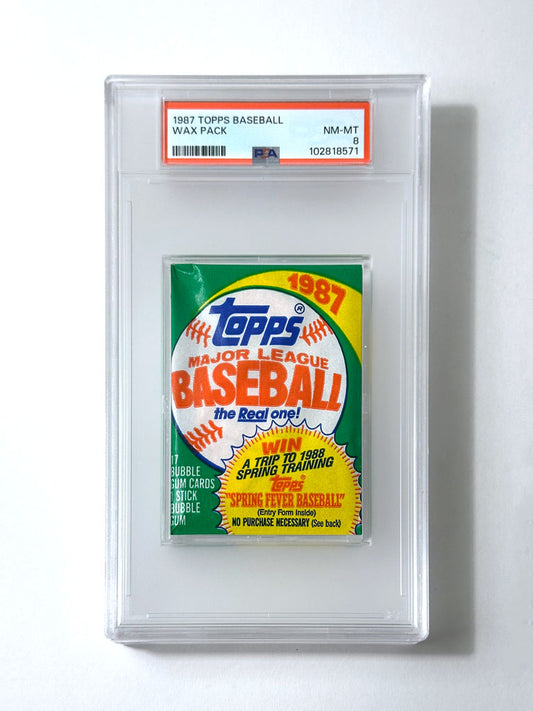 1987 TOPPS BASEBALL
WAX PACK
NM-MT
8
PSA
102818571
1987
topps®
MAJOR LEAGUE
BASEBALL
the Real one!
WIN
A TRIP TO 1988
SPRING TRAINING
topps
"SPRING FEVER BASEBALL"
(Entry Form Inside)
NO PURCHASE NECESSARY (See back)
17
BUBBLE
GUM CARDS
1 STICK
BUBBLE
GUM